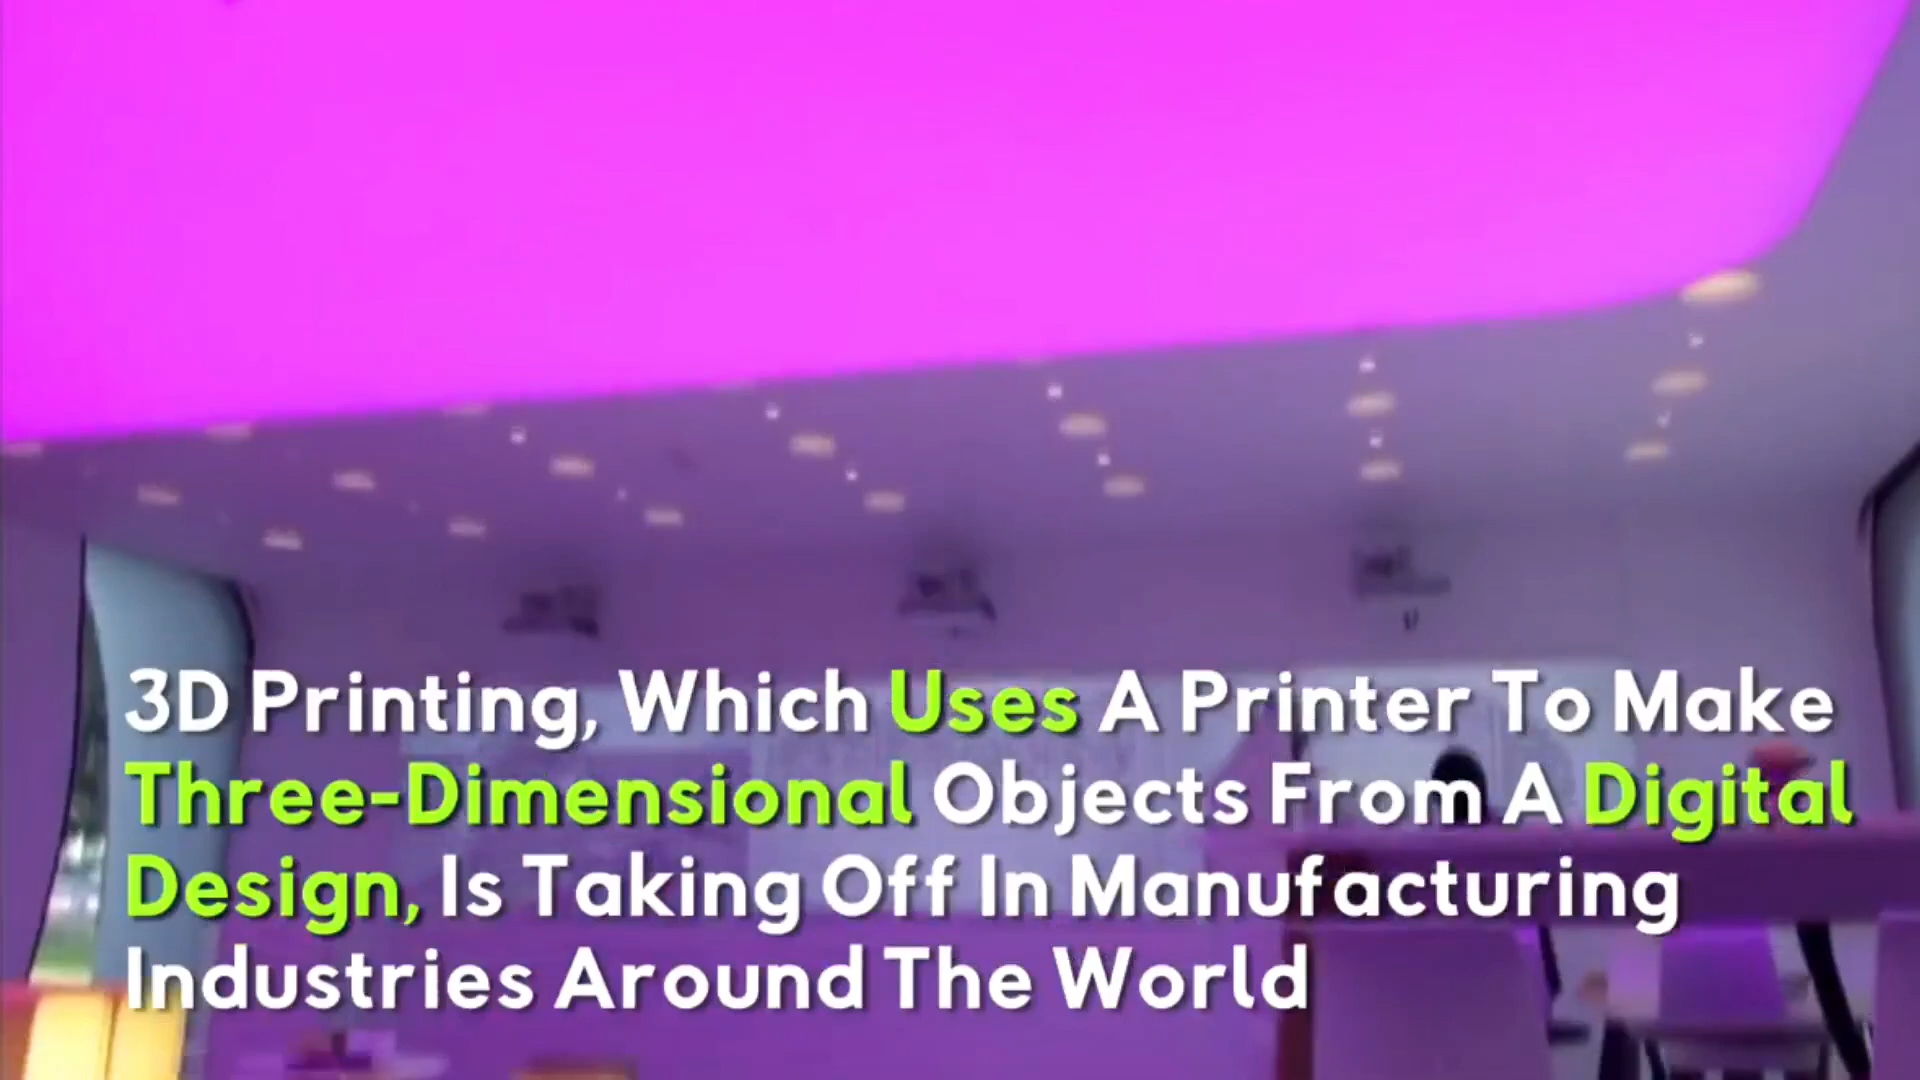 3D Printing, Which Uses A Printer To Make
Three-Dimensional Objects From A Digital
Design, Is Taking Off In Manufacturing
Industries Around The World